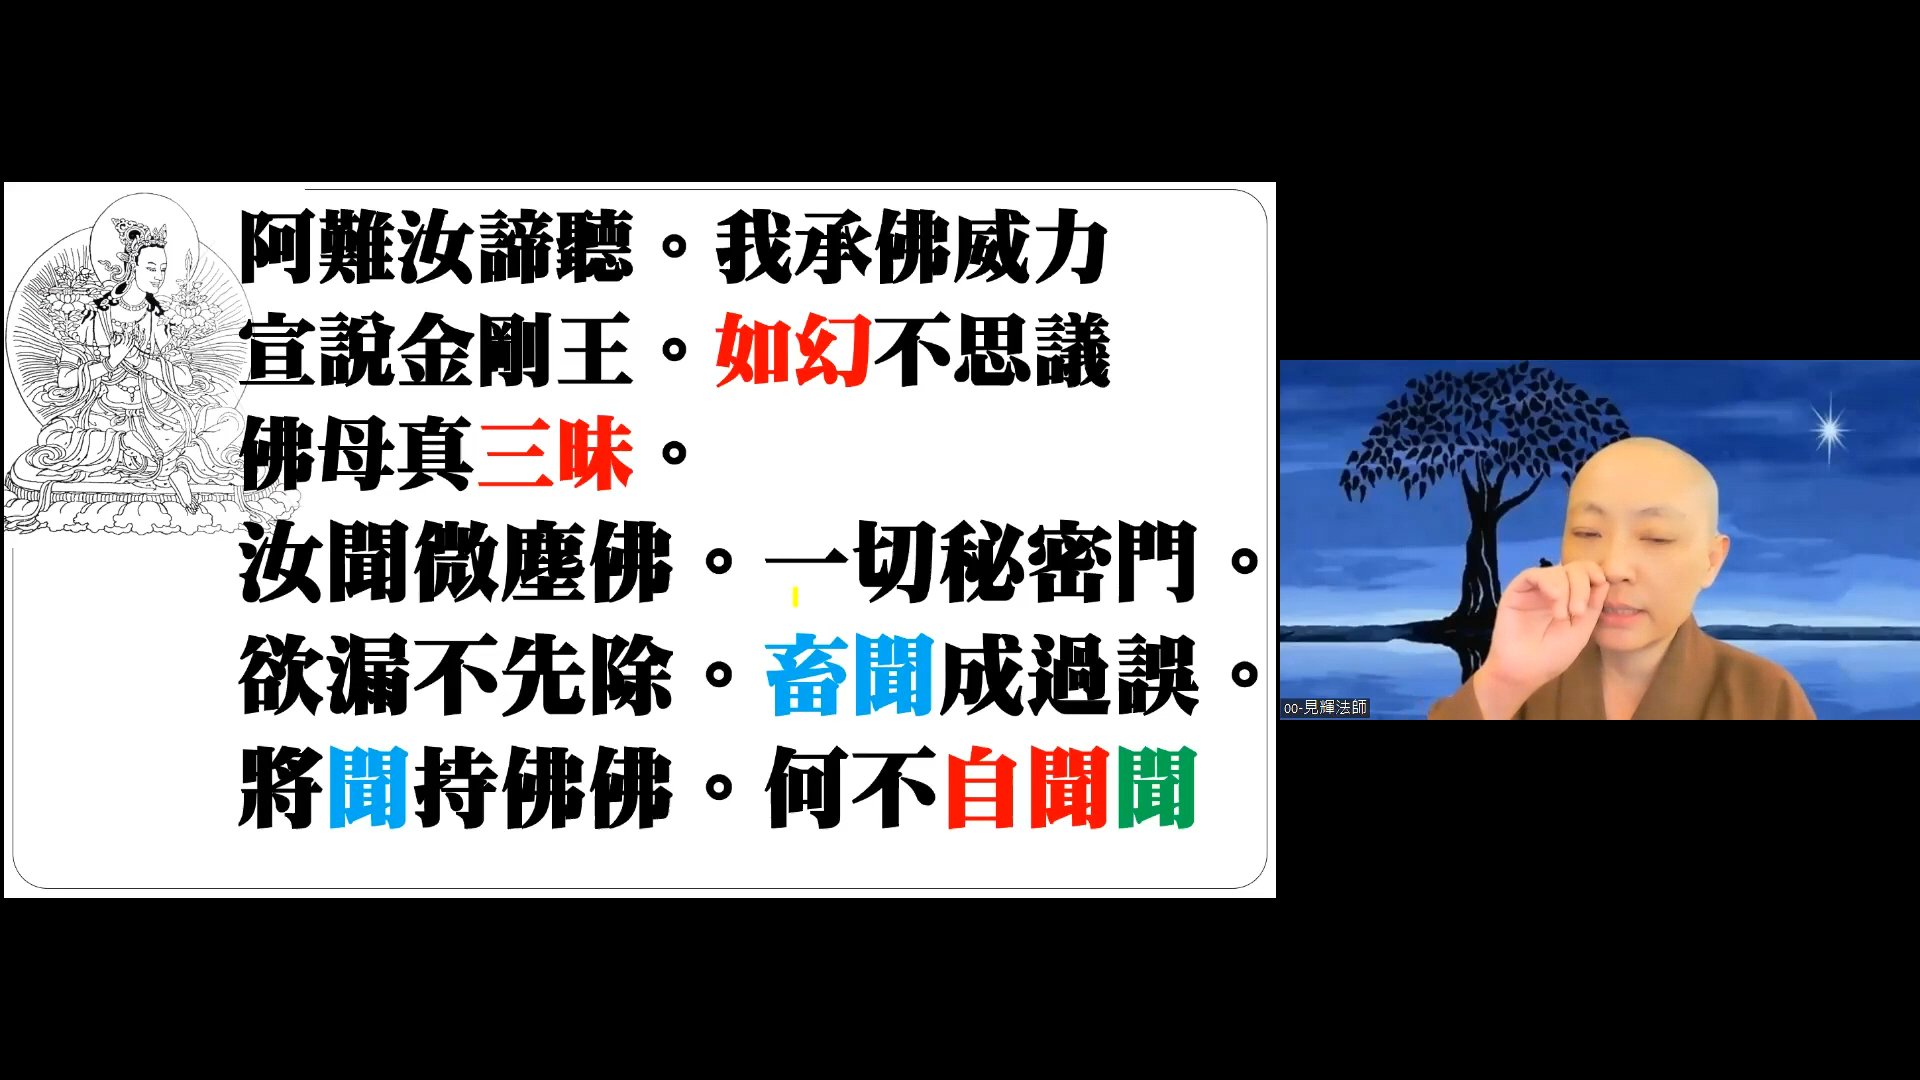 阿難汝諦聽。我承佛威力
宣說金剛王。如幻不思議
佛母真三昧。
汝聞微塵佛。一切秘密門。
欲漏不先除。畜聞成過誤。
將聞持佛佛。何不自聞聞
oo-見輝法師